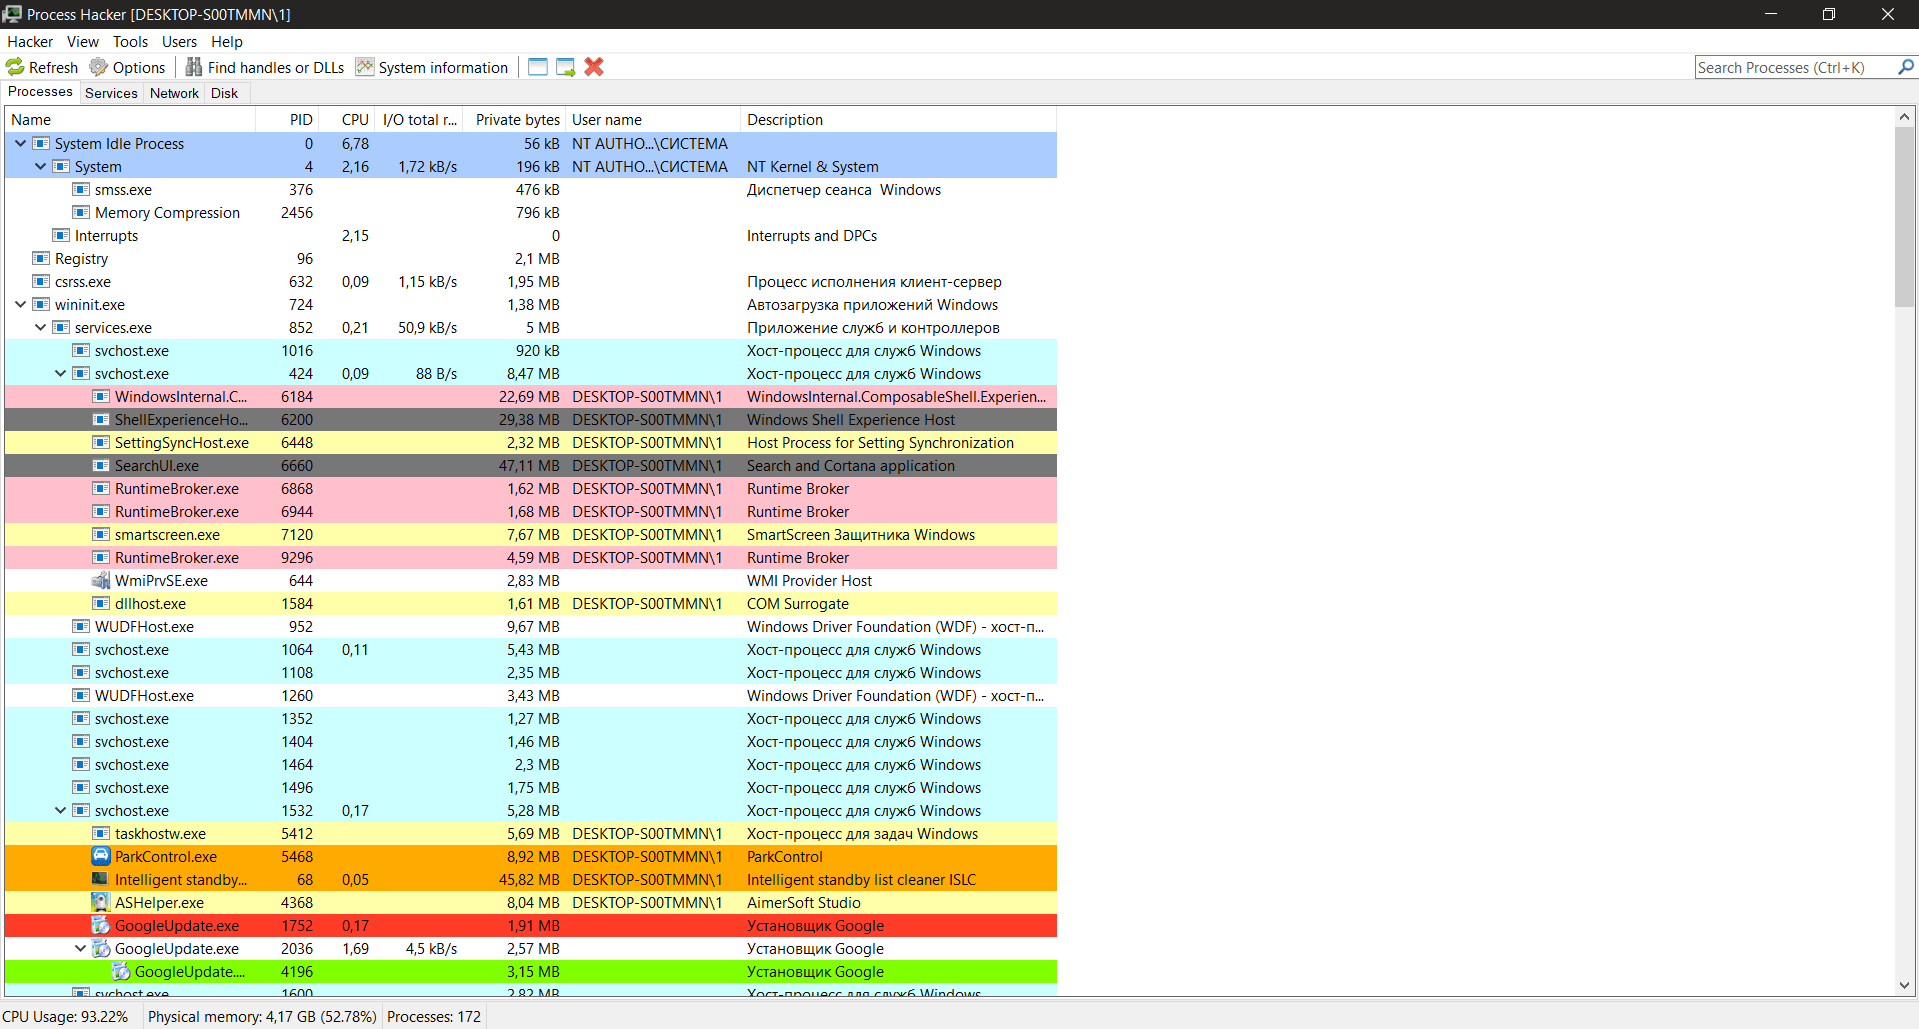 Process Hacker [DESKTOP-S00TMMN\1]
Hacker View Tools Users Help
Refresh Options Find handles or DLLs System information Search Processes (Ctrl+K)
Processes Services Network Disk
Name PID CPU I/O total r... Private bytes User name Description
System Idle Process 0 6,78 56 kB NT AUTHO...\СИСТЕМА
System 4 2,16 1,72 kB/s 196 kB NT AUTHO...\СИСТЕМА NT Kernel & System
smss.exe 376 476 kB Диспетчер сеанса  Windows
Memory Compression 2456 796 kB
Interrupts 2,15 0 Interrupts and DPCs
Registry 96 2,1 MB
csrss.exe 632 0,09 1,15 kB/s 1,95 MB Процесс исполнения клиент-сервер
wininit.exe 724 1,38 MB Автозагрузка приложений Windows
services.exe 852 0,21 50,9 kB/s 5 MB Приложение служб и контроллеров
svchost.exe 1016 920 kB Хост-процесс для служб Windows
svchost.exe 424 0,09 88 B/s 8,47 MB Хост-процесс для служб Windows
WindowsInternal.C... 6184 22,69 MB DESKTOP-S00TMMN\1 WindowsInternal.ComposableShell.Experien...
ShellExperienceHo... 6200 29,38 MB DESKTOP-S00TMMN\1 Windows Shell Experience Host
SettingSyncHost.exe 6448 2,32 MB DESKTOP-S00TMMN\1 Host Process for Setting Synchronization
SearchUI.exe 6660 47,11 MB DESKTOP-S00TMMN\1 Search and Cortana application
RuntimeBroker.exe 6868 1,62 MB DESKTOP-S00TMMN\1 Runtime Broker
RuntimeBroker.exe 6944 1,68 MB DESKTOP-S00TMMN\1 Runtime Broker
smartscreen.exe 7120 7,67 MB DESKTOP-S00TMMN\1 SmartScreen Защитника Windows
RuntimeBroker.exe 9296 4,59 MB DESKTOP-S00TMMN\1 Runtime Broker
WmiPrvSE.exe 644 2,83 MB WMI Provider Host
dllhost.exe 1584 1,61 MB DESKTOP-S00TMMN\1 COM Surrogate
WUDFHost.exe 952 9,67 MB Windows Driver Foundation (WDF) - хост-п...
svchost.exe 1064 0,11 5,43 MB Хост-процесс для служб Windows
svchost.exe 1108 2,35 MB Хост-процесс для служб Windows
WUDFHost.exe 1260 3,43 MB Windows Driver Foundation (WDF) - хост-п...
svchost.exe 1352 1,27 MB Хост-процесс для служб Windows
svchost.exe 1404 1,46 MB Хост-процесс для служб Windows
svchost.exe 1464 2,3 MB Хост-процесс для служб Windows
svchost.exe 1496 1,75 MB Хост-процесс для служб Windows
svchost.exe 1532 0,17 5,28 MB Хост-процесс для служб Windows
taskhostw.exe 5412 5,69 MB DESKTOP-S00TMMN\1 Хост-процесс для задач Windows
ParkControl.exe 5468 8,92 MB DESKTOP-S00TMMN\1 ParkControl
Intelligent standby... 68 0,05 45,82 MB DESKTOP-S00TMMN\1 Intelligent standby list cleaner ISLC
ASHelper.exe 4368 8,04 MB DESKTOP-S00TMMN\1 AimerSoft Studio
GoogleUpdate.exe 1752 0,17 1,91 MB Установщик Google
GoogleUpdate.exe 2036 1,69 4,5 kB/s 2,57 MB Установщик Google
GoogleUpdate.... 4196 3,15 MB Установщик Google
svchost.exe 1600 2,82 MB Хост-процесс для служб Windows
CPU Usage: 93.22% Physical memory: 4,17 GB (52.78%) Processes: 172